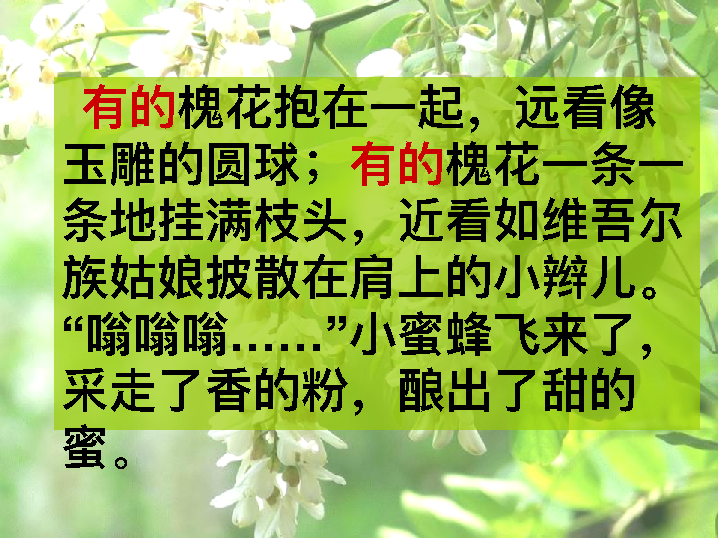 有的槐花抱在一起，远看像
玉雕的圆球；有的槐花一条一
条地挂满枝头，近看如维吾尔
族姑娘披散在肩上的小辫儿。
“嗡嗡嗡……”小蜜蜂飞来了，
采走了香的粉，酿出了甜的
蜜。